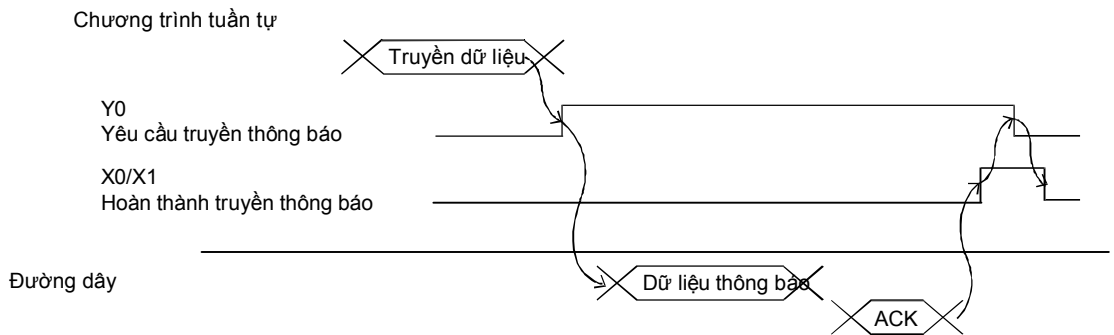 Chương trình tuần tự
Truyền dữ liệu
Y0
Yêu cầu truyền thông báo
X0/X1
Hoàn thành truyền thông báo
Đường dây
Dữ liệu thông báo
ACK